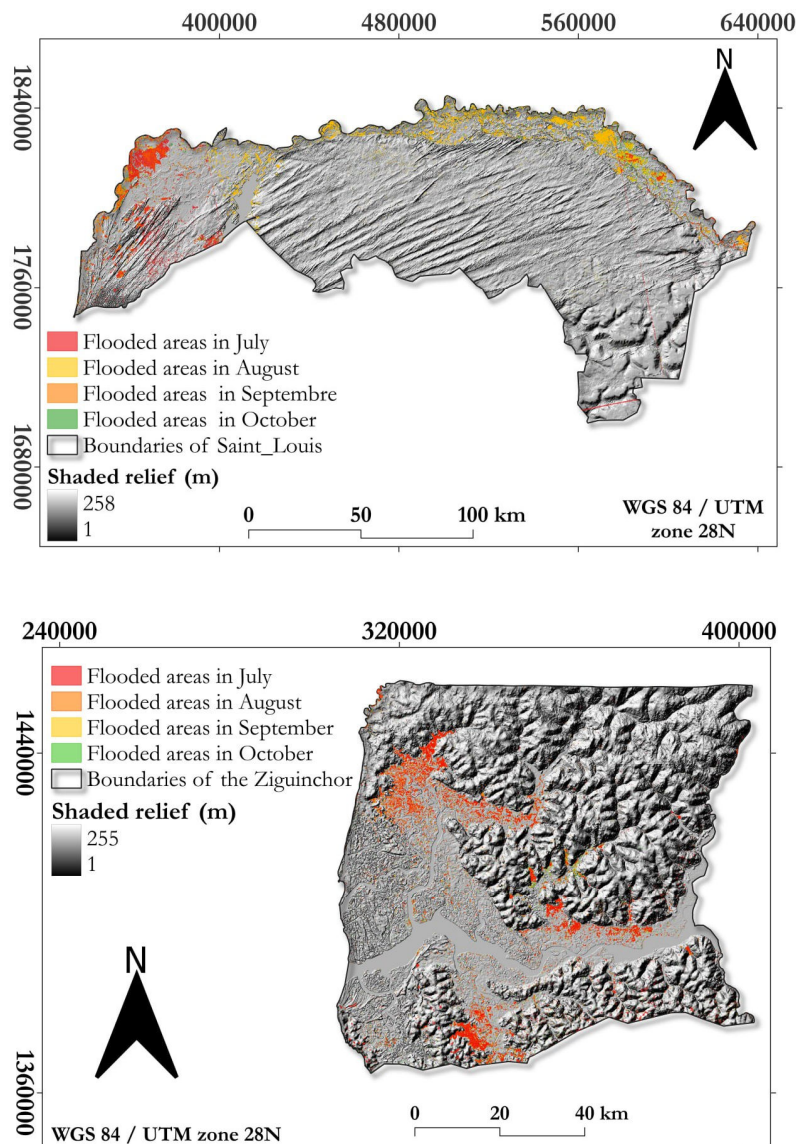 400000 480000 560000 640000
1840000
1760000
1680000
N
Flooded areas in July
Flooded areas in August
Flooded areas in Septembre
Flooded areas in October
Boundaries of Saint_Louis
Shaded relief (m)
258
1
0 50 100 km
WGS 84 / UTM
zone 28N
240000 320000 400000
1440000
1360000
Flooded areas in July
Flooded areas in August
Flooded areas in September
Flooded areas in October
Boundaries of the Ziguinchor
Shaded relief (m)
255
1
N
0 20 40 km
WGS 84 / UTM zone 28N